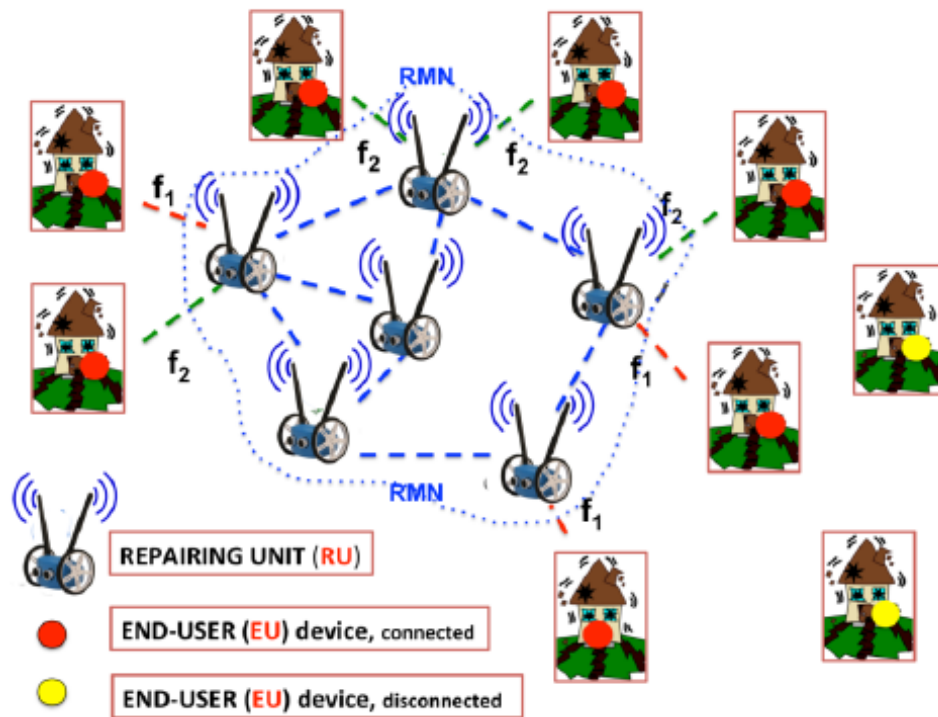 RMN
f2
f2
f1
f2
f2
f1
RMN
f1
REPAIRING UNIT (RU)
END-USER (EU) device, connected
END-USER (EU) device, disconnected